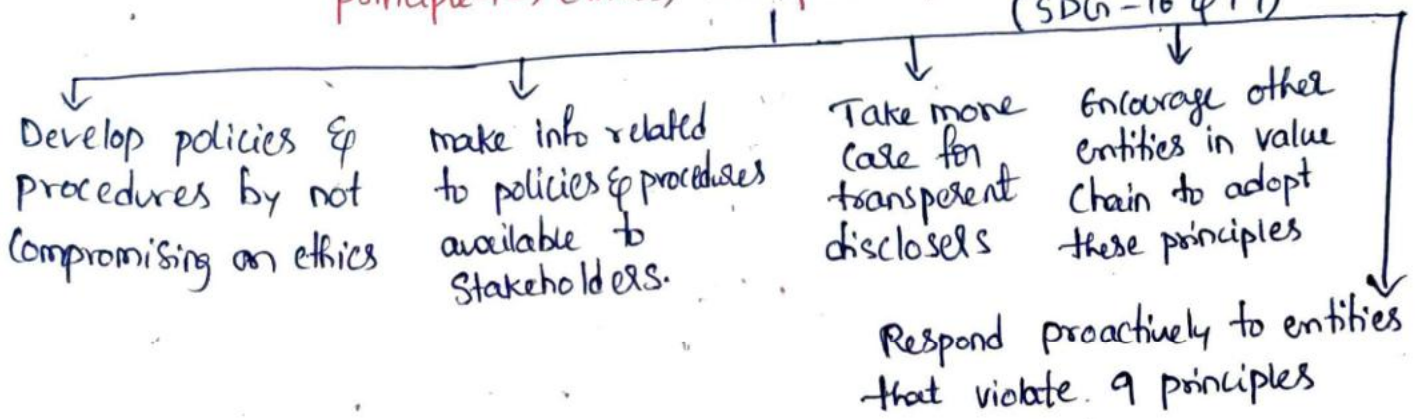 (SDG - 16 &
Develop policies &
procedures by not
Compromising on ethics
make info related
to policies & procedures
available to
Stakeholders.
Take more
Care for
transperent
disclosers
Encourage other
entities in value
Chain to adopt
these principles
Respond proactively to entities
that violate. 9 principles